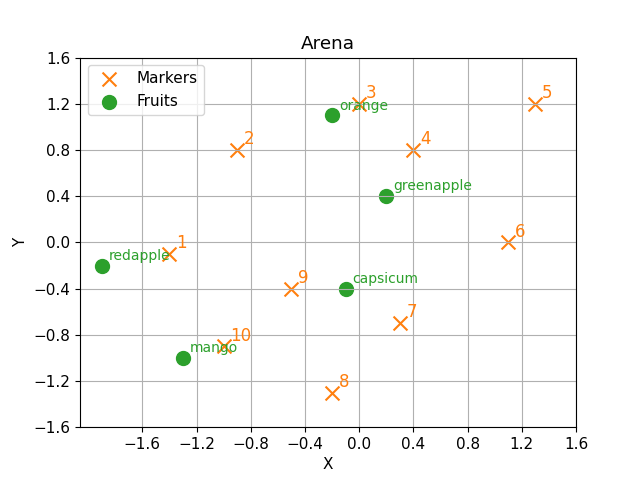 Arena
Markers
Fruits
1
2
3
4
5
6
7
8
9
10
orange
greenapple
redapple
capsicum
mango
1.6
1.2
0.8
0.4
0.0
−0.4
−0.8
−1.2
−1.6
Y
−1.6 −1.2 −0.8 −0.4 0.0 0.4 0.8 1.2 1.6
X